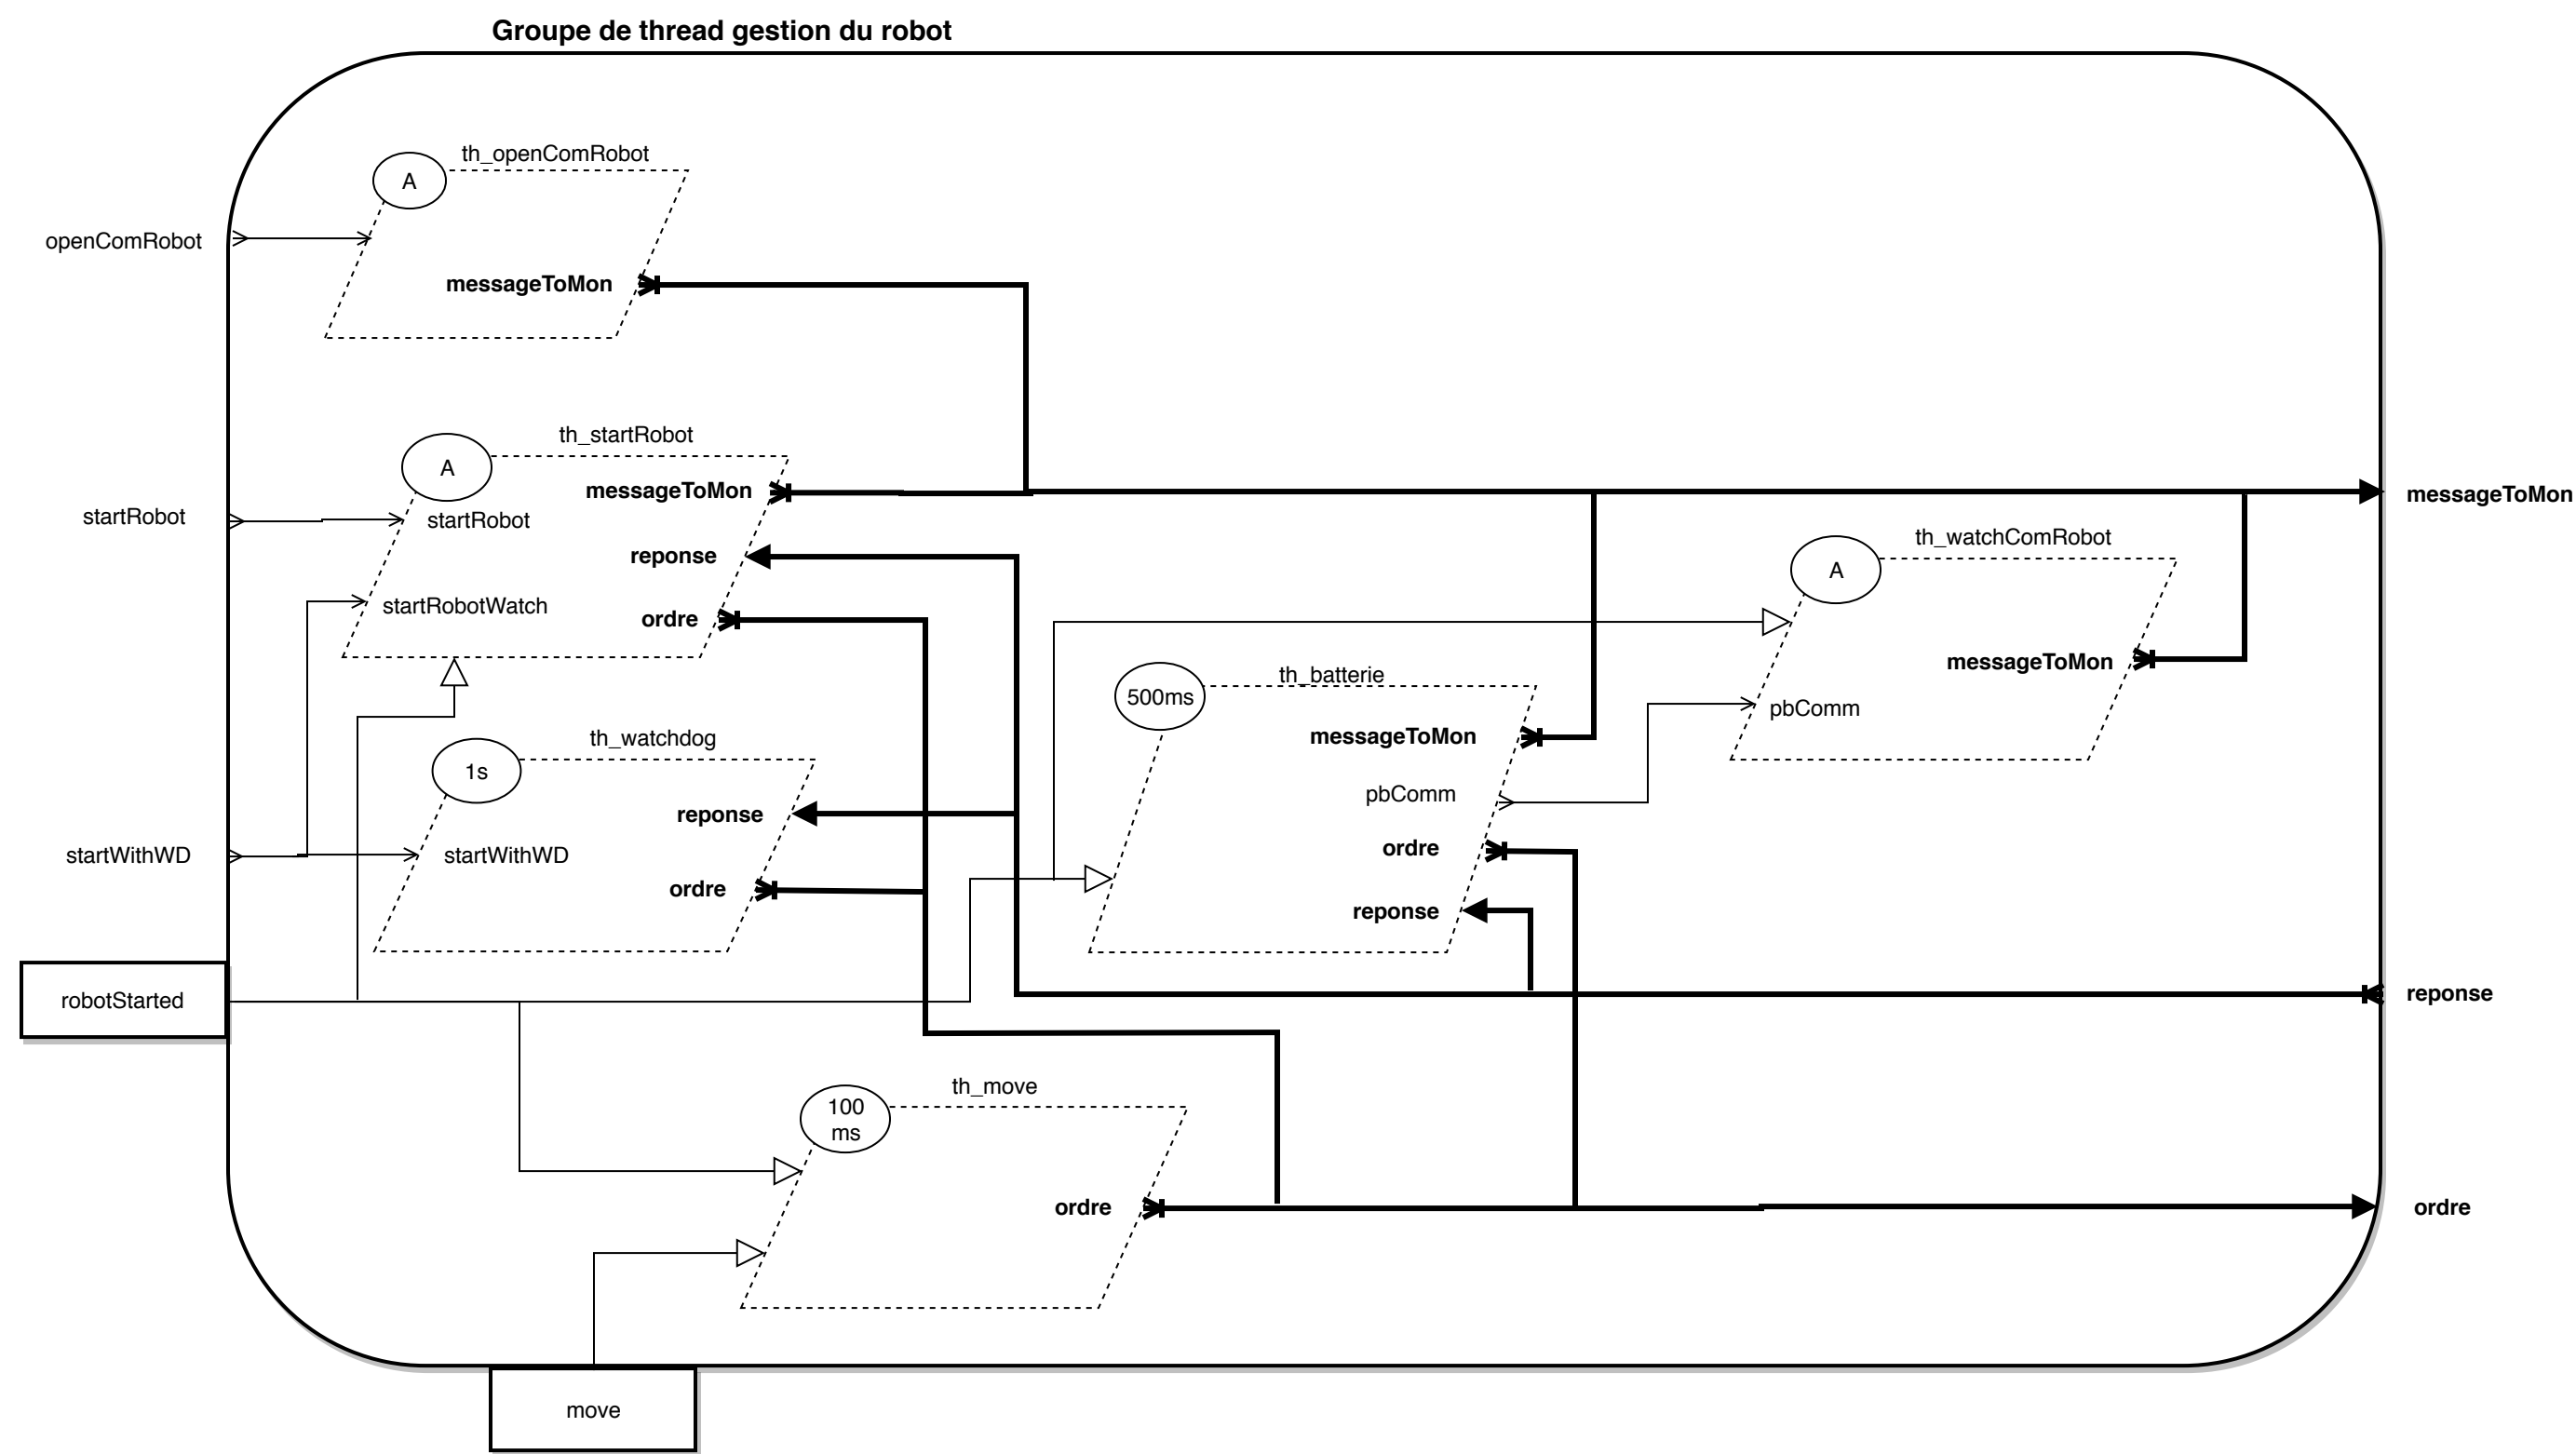 Groupe de thread gestion du robot
th_openComRobot
A
openComRobot
messageToMon
th_startRobot
A
messageToMon
startRobot
startRobot
reponse
startRobotWatch
ordre
messageToMon
th_watchComRobot
A
messageToMon
pbComm
th_batterie
500ms
messageToMon
pbComm
ordre
reponse
th_watchdog
1s
reponse
startWithWD
startWithWD
ordre
robotStarted
reponse
th_move
100
ms
ordre
ordre
move